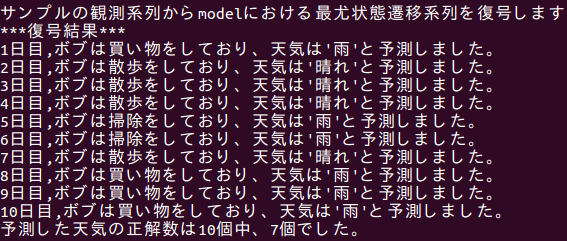 サンプルの観測系列からmodelにおける最尤状態遷移系列を復号します
***復号結果***
1日目,ボブは買い物をしており、天気は'雨'と予測しました。
2日目,ボブは散歩をしており、天気は'晴れ'と予測しました。
3日目,ボブは散歩をしており、天気は'晴れ'と予測しました。
4日目,ボブは散歩をしており、天気は'晴れ'と予測しました。
5日目,ボブは掃除をしており、天気は'雨'と予測しました。
6日目,ボブは掃除をしており、天気は'雨'と予測しました。
7日目,ボブは散歩をしており、天気は'晴れ'と予測しました。
8日目,ボブは買い物をしており、天気は'雨'と予測しました。
9日目,ボブは買い物をしており、天気は'雨'と予測しました。
10日目,ボブは買い物をしており、天気は'雨'と予測しました。
予測した天気の正解数は10個中、7個でした。